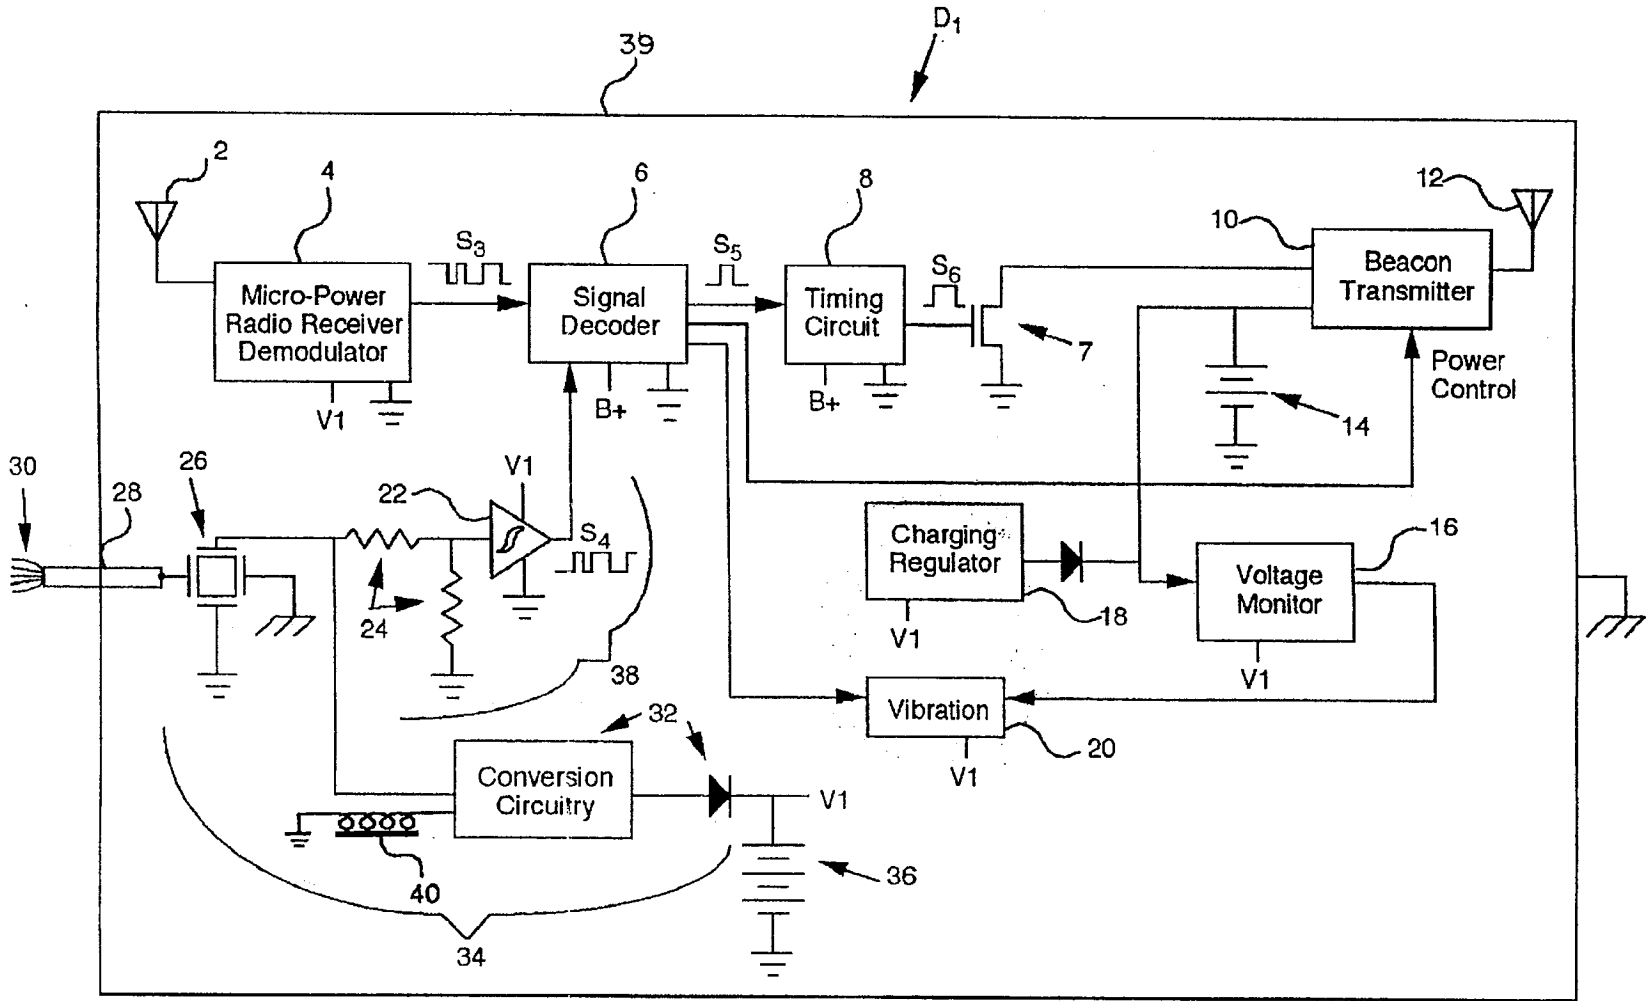 D1
39
2
4
6
8
12
10
S3
S5
S6
Micro-Power
Radio Receiver
Demodulator
Signal
Decoder
Timing
Circuit
Beacon
Transmitter
7
Power
Control
V1
B+
B+
14
30
28
26
22
V1
S4
24
38
Charging
Regulator
18
V1
16
Voltage
Monitor
V1
Vibration
20
V1
32
Conversion
Circuitry
V1
40
36
34